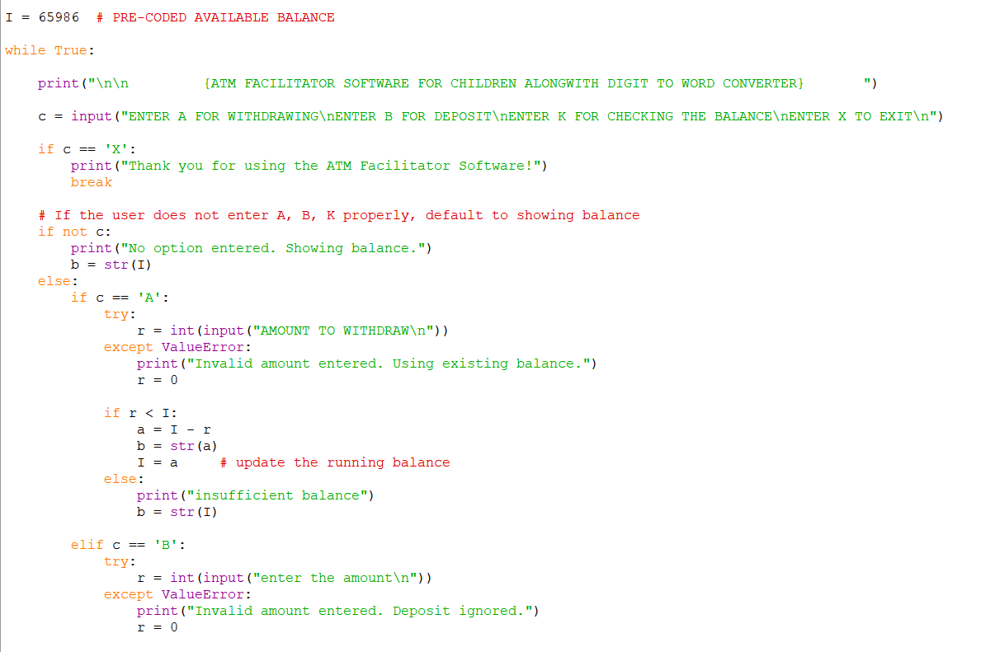 I = 65986  # PRE-CODED AVAILABLE BALANCE
while True:
    print("\n\n         {ATM FACILITATOR SOFTWARE FOR CHILDREN ALONGWITH DIGIT TO WORD CONVERTER}       ")
    c = input("ENTER A FOR WITHDRAWING\nENTER B FOR DEPOSIT\nENTER K FOR CHECKING THE BALANCE\nENTER X TO EXIT\n")
    if c == 'X':
        print("Thank you for using the ATM Facilitator Software!")
        break
    # If the user does not enter A, B, K properly, default to showing balance
    if not c:
        print("No option entered. Showing balance.")
        b = str(I)
    else:
        if c == 'A':
            try:
                r = int(input("AMOUNT TO WITHDRAW\n"))
            except ValueError:
                print("Invalid amount entered. Using existing balance.")
                r = 0
            if r < I:
                a = I - r
                b = str(a)
                I = a     # update the running balance
            else:
                print("insufficient balance")
                b = str(I)
        elif c == 'B':
            try:
                r = int(input("enter the amount\n"))
            except ValueError:
                print("Invalid amount entered. Deposit ignored.")
                r = 0